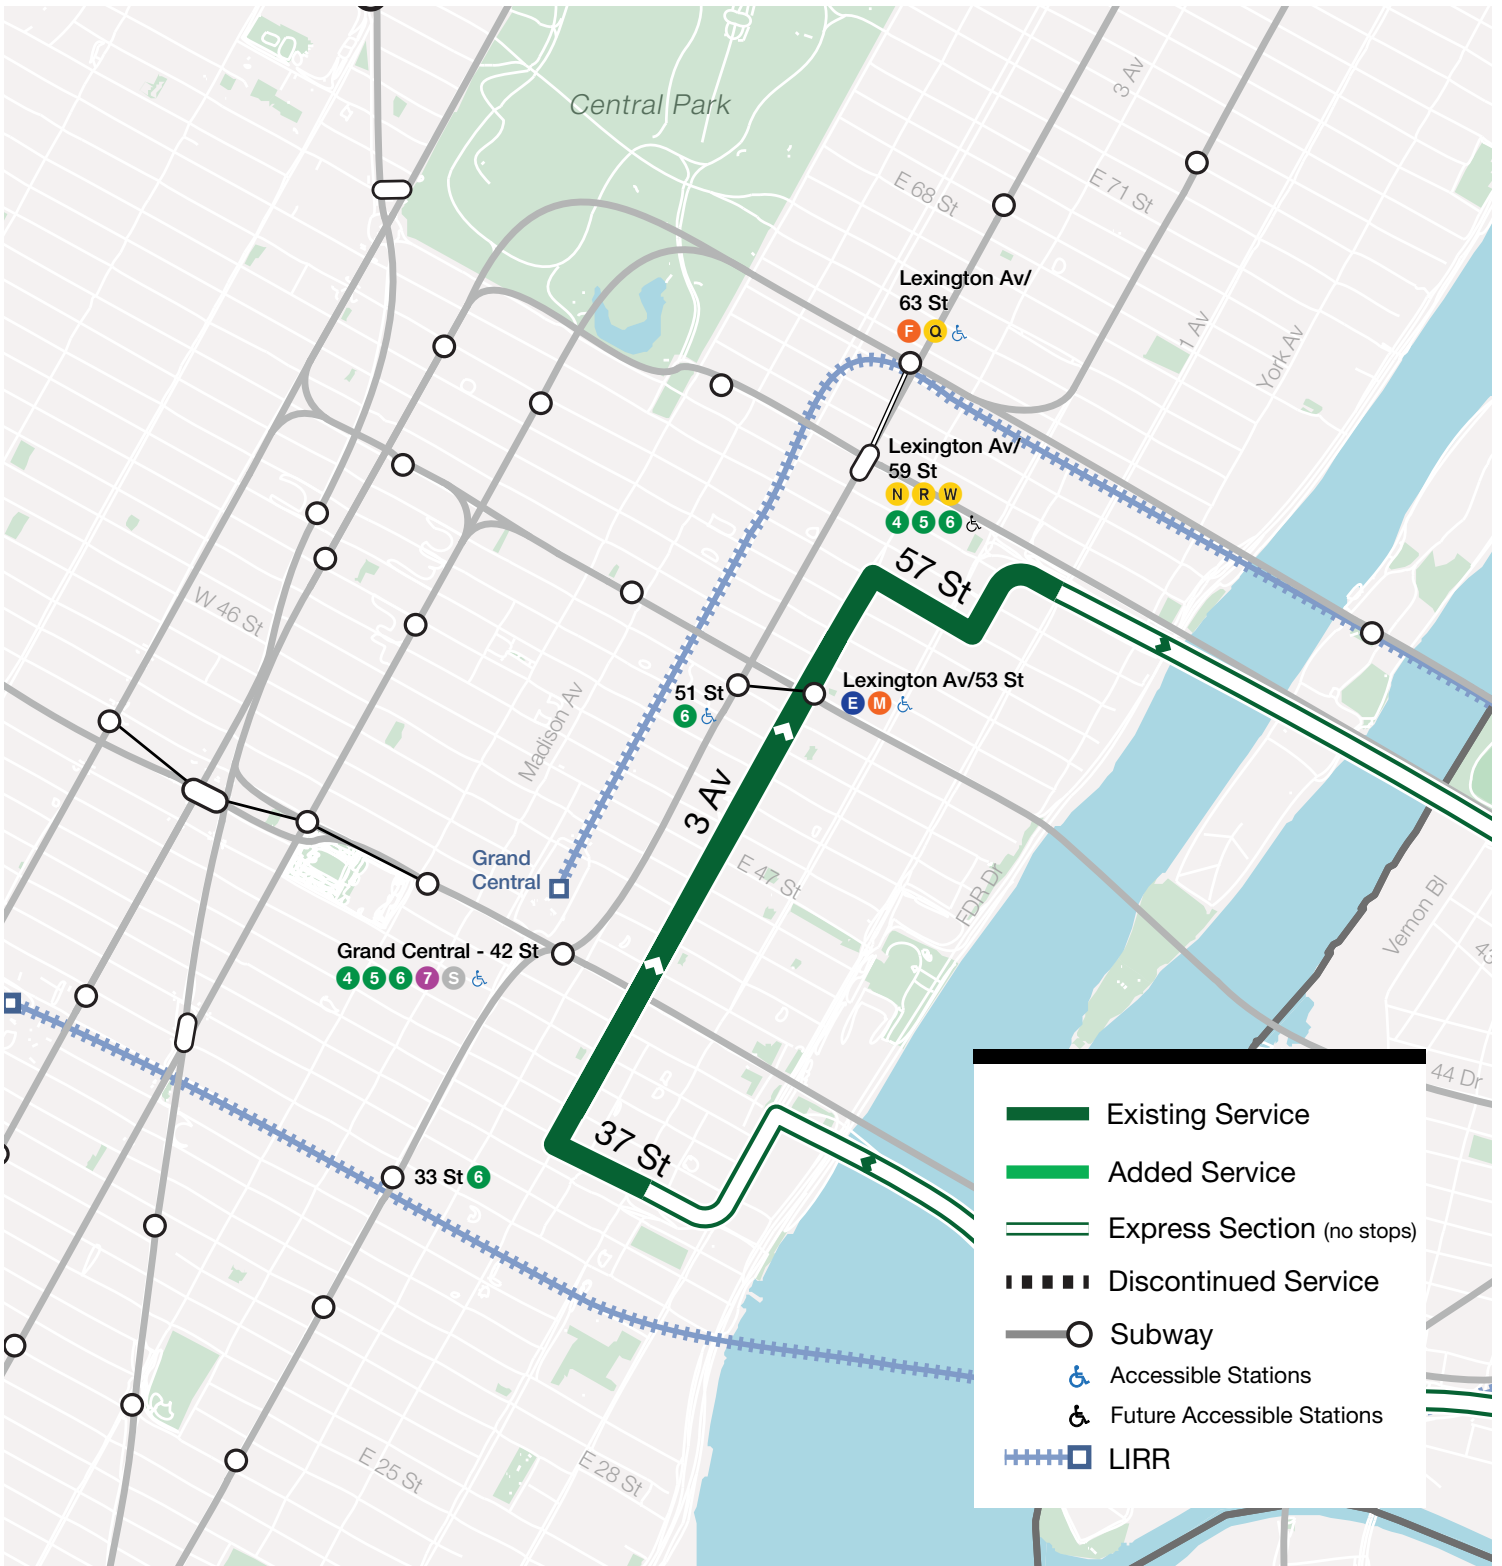 Central Park
3 Av
E 68 St
E 71 St
Lexington Av/
63 St
F Q
1 Av
York Av
Lexington Av/
59 St
N R W
4 5 6
57 St
W 46 St
Lexington Av/53 St
E M
51 St
6
Madison Av
3 Av
Grand
Central
E 47 St
FDR Dr
Vernon Bl
43
Grand Central - 42 St
4 5 6 7 S
44 Dr
37 St
33 St 6
E 25 St
E 28 St
Existing Service
Added Service
Express Section (no stops)
Discontinued Service
Subway
Accessible Stations
Future Accessible Stations
LIRR